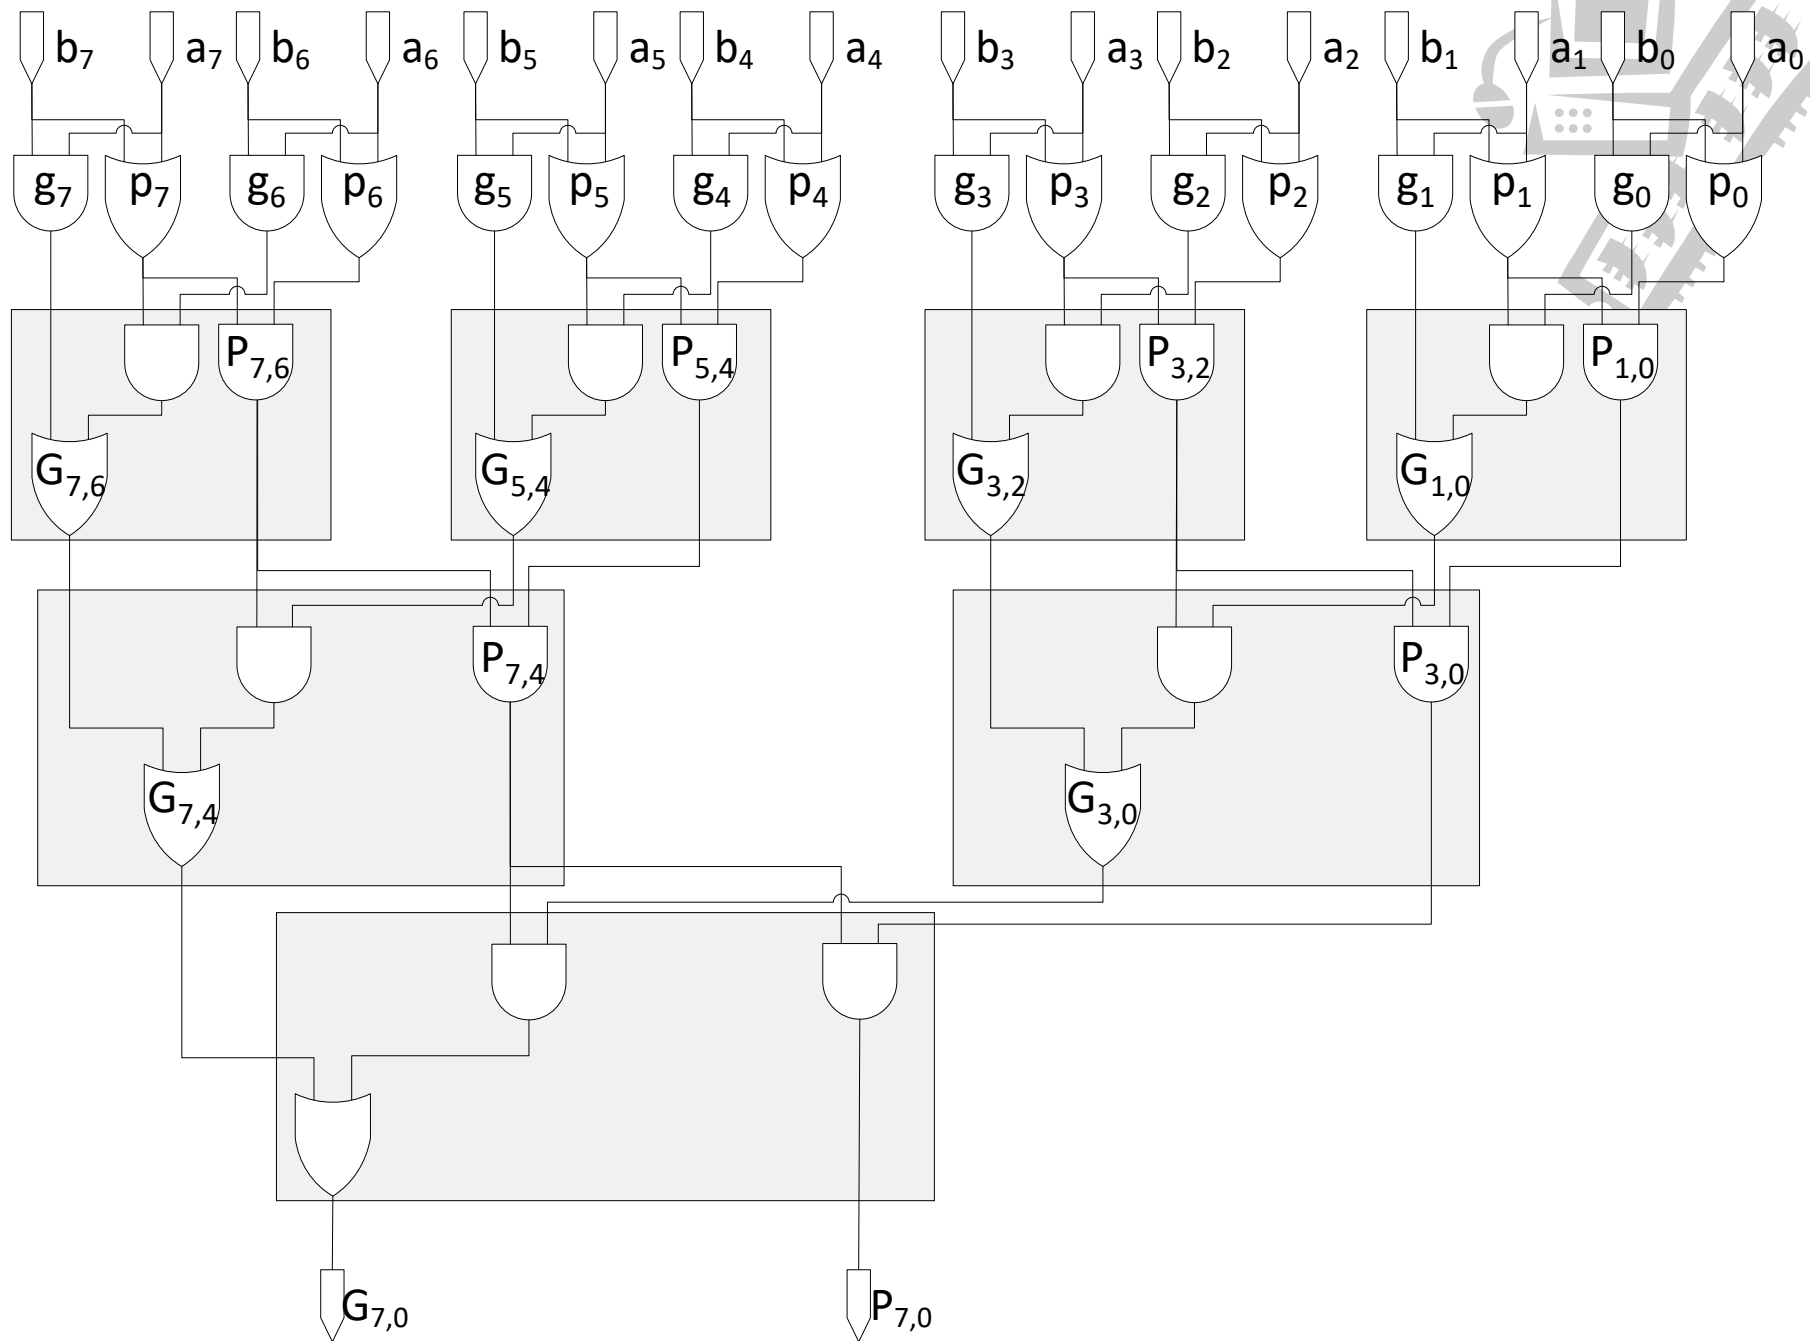 b7 a7 b6 a6 b5 a5 b4 a4 b3 a3 b2 a2 b1 a1 b0 a0
g7 p7 g6 p6 g5 p5 g4 p4 g3 p3 g2 p2 g1 p1 g0 p0
P7,6 P5,4 P3,2 P1,0
G7,6 G5,4 G3,2 G1,0
P7,4 P3,0
G7,4 G3,0
G7,0 P7,0